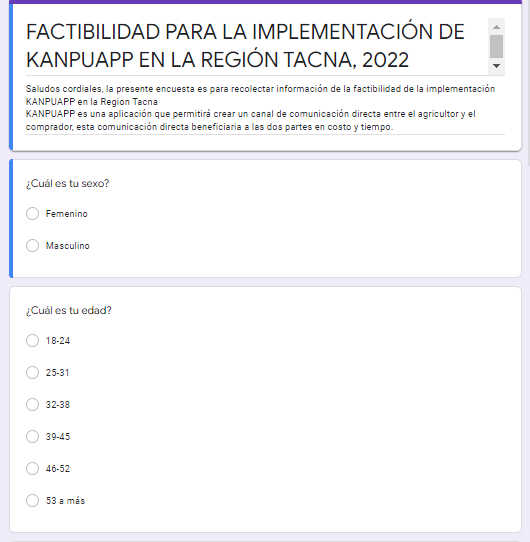 FACTIBILIDAD PARA LA IMPLEMENTACIÓN DE
KANPUAPP EN LA REGIÓN TACNA, 2022
Saludos cordiales, la presente encuesta es para recolectar información de la factibilidad de la implementación
KANPUAPP en la Region Tacna
KANPUAPP es una aplicación que permitirá crear un canal de comunicación directa entre el agricultor y el
comprador, esta comunicación directa beneficiaria a las dos partes en costo y tiempo.
¿Cuál es tu sexo?
Femenino
Masculino
¿Cuál es tu edad?
18-24
25-31
32-38
39-45
46-52
53 a más